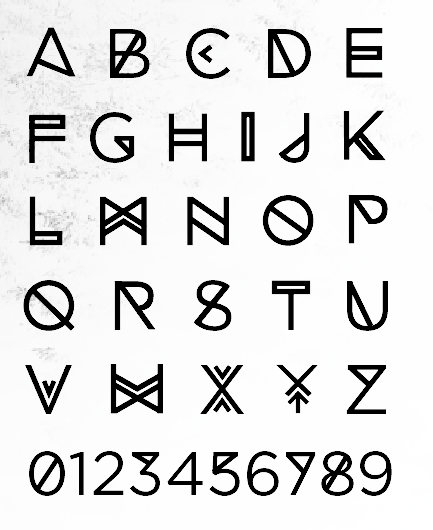 A B C D E
F G H I J K
L M N O P
Q R S T U
V W X Y Z
0123456789